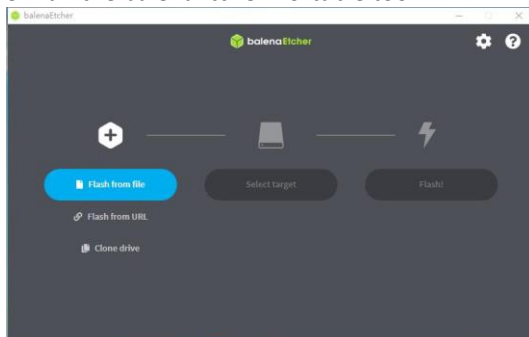 balenaEtcher
balenaEtcher
Flash from file
Select target
Flash!
Flash from URL
Clone drive